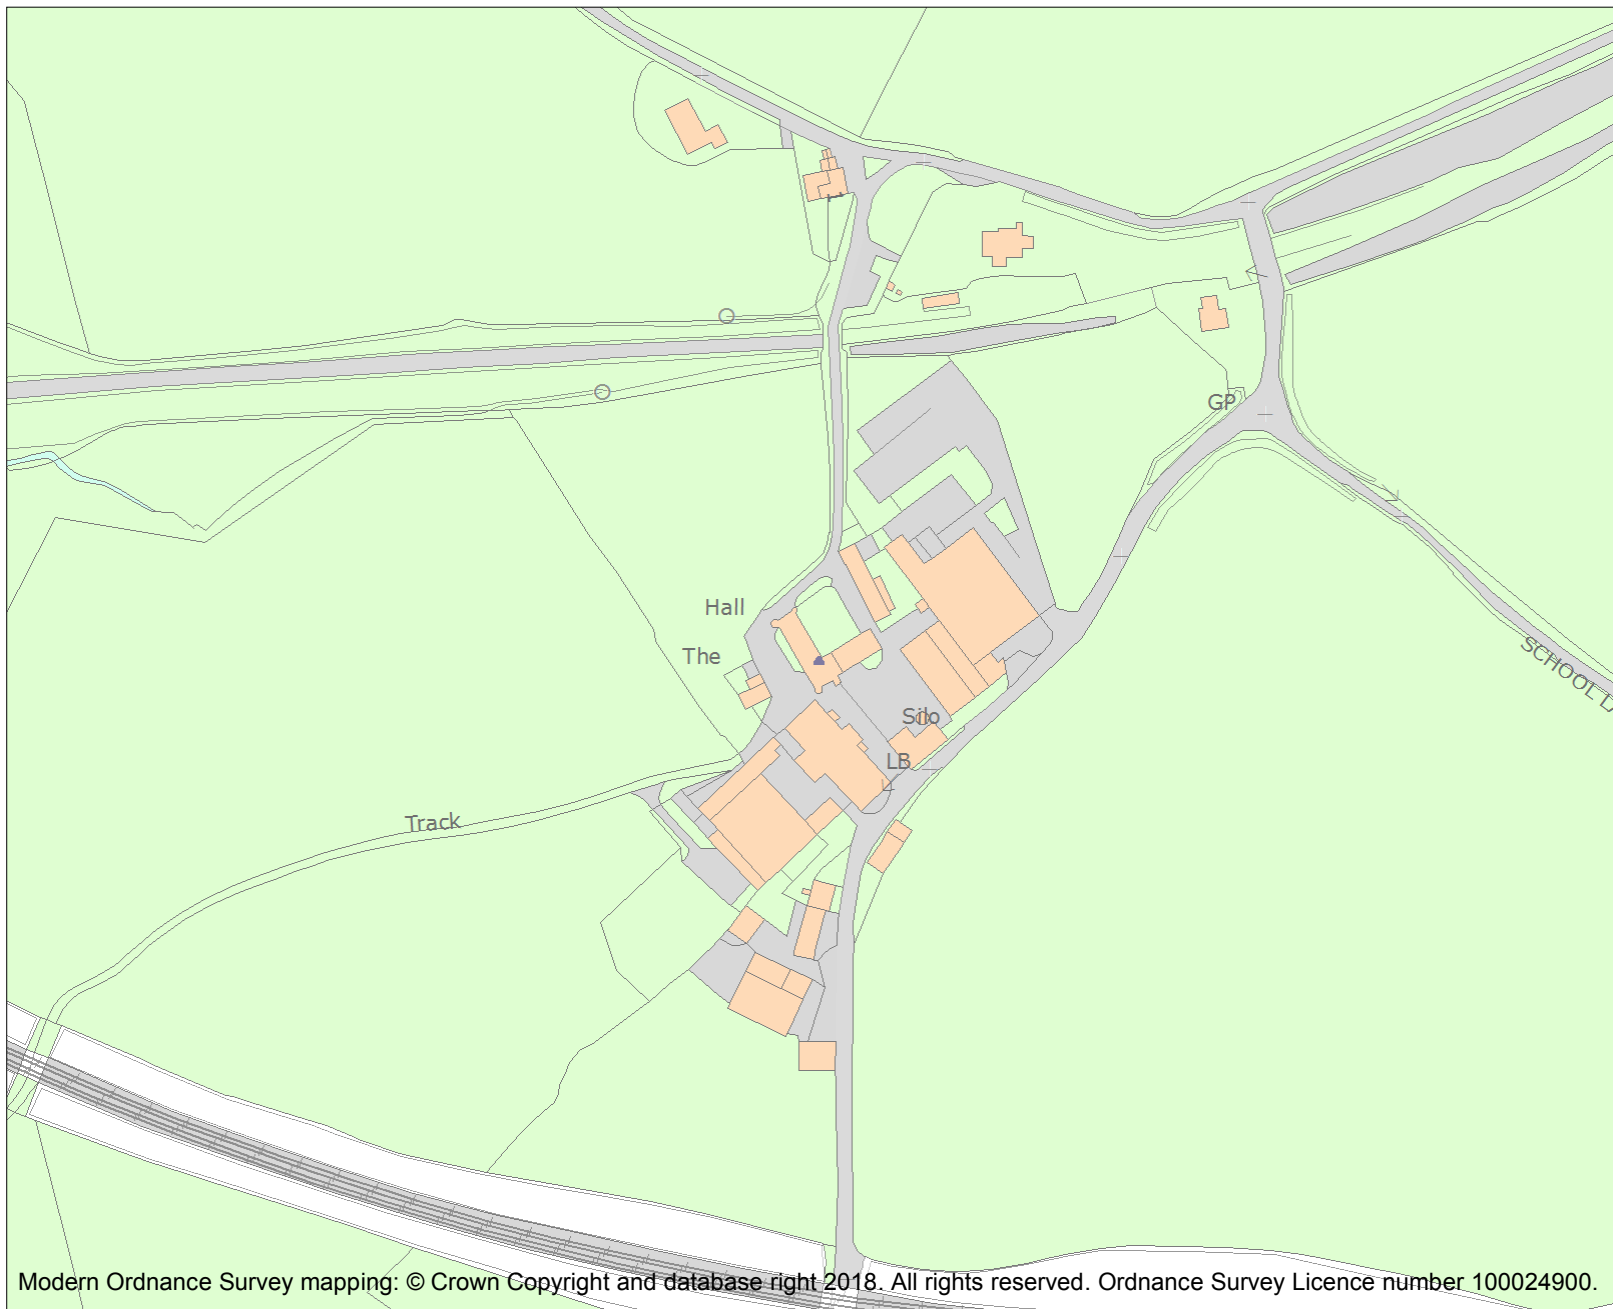 GP
Hall
The
SCHOOL L
Silo
LB
Track
Modern Ordnance Survey mapping: © Crown Copyright and database right 2018. All rights reserved. Ordnance Survey Licence number 100024900.